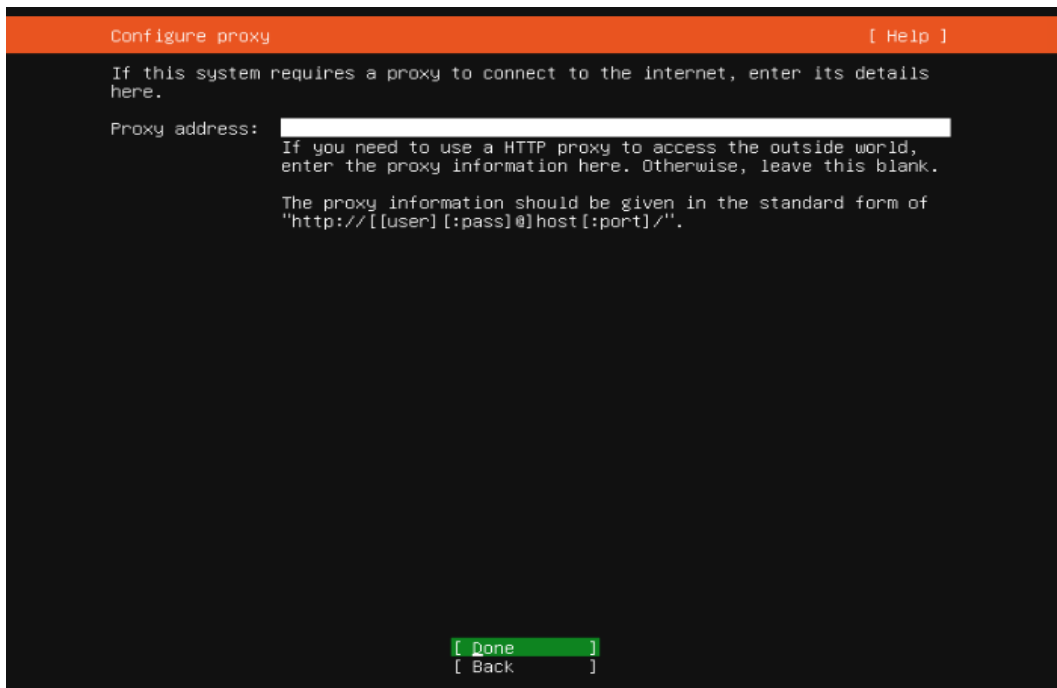 Configure proxy [ Help ]
If this system requires a proxy to connect to the internet, enter its details
here.
Proxy address:
If you need to use a HTTP proxy to access the outside world,
enter the proxy information here. Otherwise, leave this blank.
The proxy information should be given in the standard form of
"http://[[user][:pass]@]host[:port]/".
[ Done ]
[ Back ]